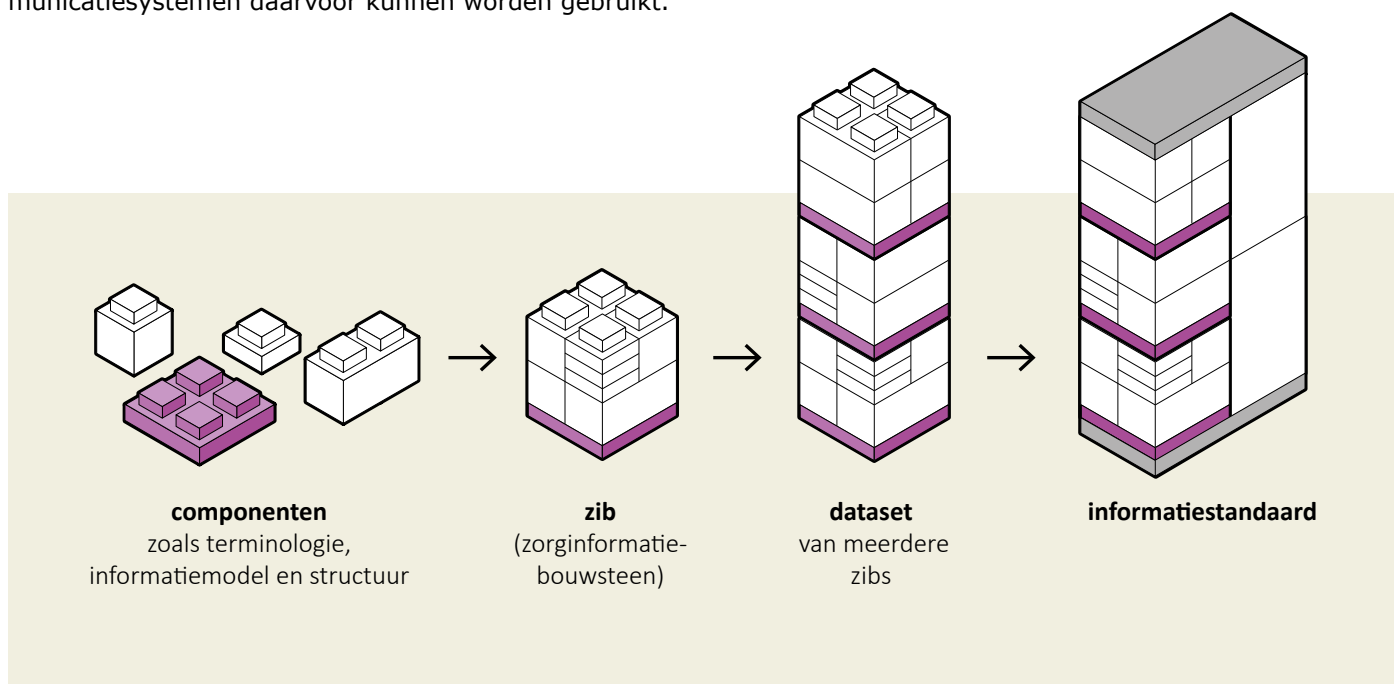 municatiesystemen daarvoor kunnen worden gebruikt.
componenten
zoals terminologie,
informatiemodel en structuur
zib
(zorginformatie-
bouwsteen)
dataset
van meerdere
zibs
informatiestandaard